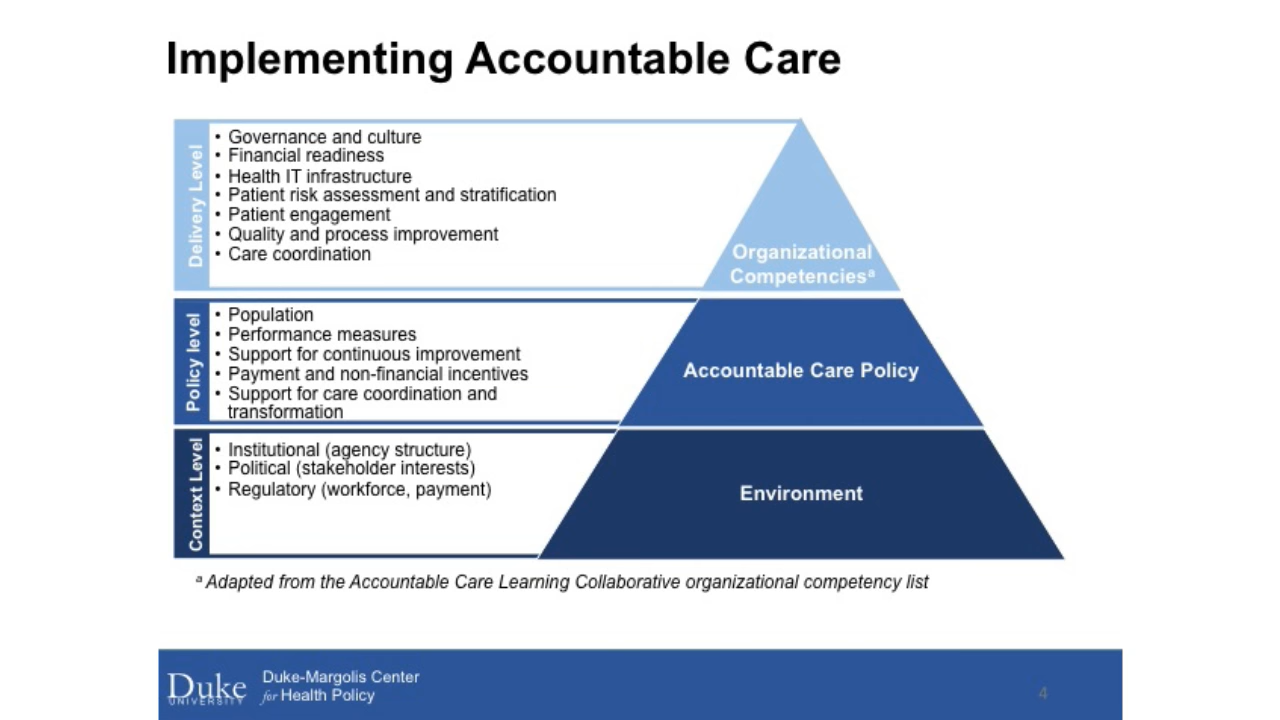 Implementing Accountable Care
Delivery Level
• Governance and culture
• Financial readiness
• Health IT infrastructure
• Patient risk assessment and stratification
• Patient engagement
• Quality and process improvement
• Care coordination
Organizational
Competenciesᵃ
Policy level
• Population
• Performance measures
• Support for continuous improvement
• Payment and non-financial incentives
• Support for care coordination and
transformation
Accountable Care Policy
Context Level
• Institutional (agency structure)
• Political (stakeholder interests)
• Regulatory (workforce, payment)
Environment
ᵃ Adapted from the Accountable Care Learning Collaborative organizational competency list
Duke
UNIVERSITY
Duke-Margolis Center
for Health Policy
4